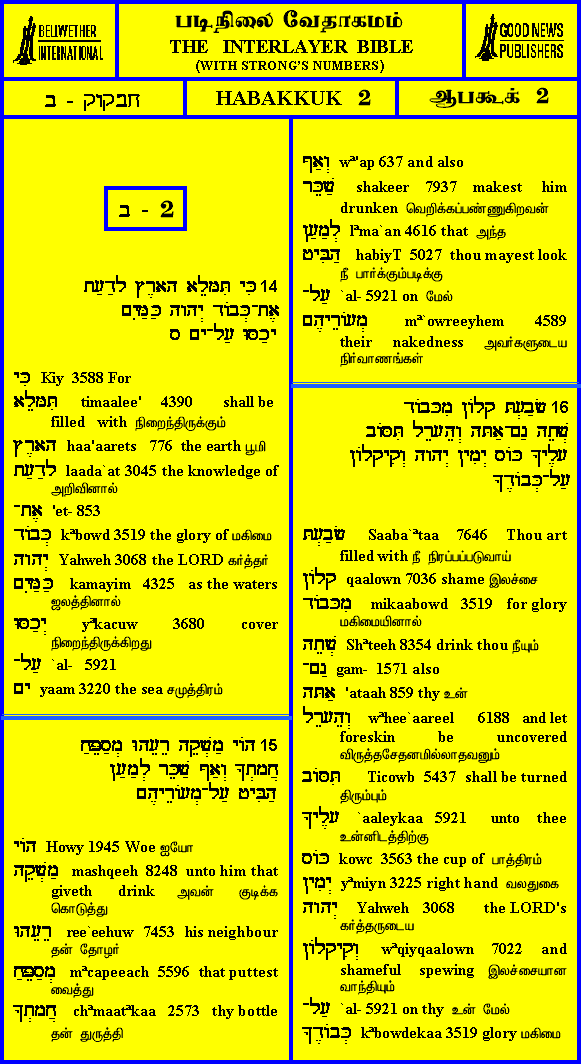 BELLWETHER INTERNATIONAL
படிநிலை வேதாகமம்
THE INTERLAYER BIBLE
(WITH STRONG'S NUMBERS)
GOOD NEWS PUBLISHERS
חבקוק - ב
HABAKKUK 2
ஆபகூக் 2
ב - 2
14 כִּי תִּמָּלֵא הָאָרֶץ לָדַעַת
אֶת־כְּבוֹד יְהוָה כַּמַּיִם
יְכַסּוּ עַל־יָם ס
כִּי Kiy 3588 For
תִּמָּלֵא timaalee' 4390 shall be
filled with நிறைந்திருக்கும்
הָאָרֶץ haa'aarets 776 the earth பூமி
לָדַעַת laada`at 3045 the knowledge of
அறிவினால்
אֶת־ 'et- 853
כְּבוֹד kªbowd 3519 the glory of மகிமை
יְהוָה Yahweh 3068 the LORD கர்த்தர்
כַּמַּיִם kamayim 4325 as the waters
ஜலத்தினால்
יְכַסּוּ yªkacuw 3680 cover
நிறைந்திருக்கிறது
עַל־ `al- 5921
יָם yaam 3220 the sea சமுத்திரம்
15 הוֹי מַשְׁקֵה רֵעֵהוּ מְסַפֵּחַ
חֲמָתְךָ וְאַף שַׁכֵּר לְמַעַן
הַבִּיט עַל־מְעוֹרֵיהֶם
הוֹי Howy 1945 Woe ஐயோ
מַשְׁקֵה mashqeeh 8248 unto him that
giveth drink அவன் குடிக்க
கொடுத்து
רֵעֵהוּ ree`eehuw 7453 his neighbour
தன் தோழர்
מְסַפֵּחַ mªcapeeach 5596 that puttest
வைத்து
חֲמָתְךָ chªmaatªkaa 2573 thy bottle
தன் துருத்தி
וְאַף wª'ap 637 and also
שַׁכֵּר shakeer 7937 makest him
drunken வெறிக்கப்பண்ணுகிறவன்
לְמַעַן lªma`an 4616 that அந்த
הַבִּיט habiyT 5027 thou mayest look
நீ பார்க்கும்படிக்கு
עַל־ `al- 5921 on மேல்
מְעוֹרֵיהֶם mª`owreeyhem 4589
their nakedness அவர்களுடைய
நிர்வாணங்கள்
16 שָׂבַעְתָּ קָלוֹן מִכָּבוֹד
שְׁתֵה גַם־אַתָּה וְהֵעָרֵל תִּסּוֹב
עָלֶיךָ כּוֹס יְמִין יְהוָה וְקִיקָלוֹן
עַל־כְּבוֹדֶךָ
שָׂבַעְתָּ Saaba`ªtaa 7646 Thou art
filled with நீ நிரப்பப்படுவாய்
קָלוֹן qaalown 7036 shame இலச்சை
מִכָּבוֹד mikaabowd 3519 for glory
மகிமையினால்
שְׁתֵה Shªteeh 8354 drink thou நீயும்
גַם־ gam- 1571 also
אַתָּה 'ataah 859 thy உன்
וְהֵעָרֵל wªhee`aareel 6188 and let
foreskin be uncovered
விருத்தசேதனமில்லாதவனும்
תִּסּוֹב Ticowb 5437 shall be turned
திரும்பும்
עָלֶיךָ `aaleykaa 5921 unto thee
உன்னிடத்திற்கு
כּוֹס kowc 3563 the cup of பாத்திரம்
יְמִין yªmiyn 3225 right hand வலதுகை
יְהוָה Yahweh 3068 the LORD's
கர்த்தருடைய
וְקִיקָלוֹן wªqiyqaalown 7022 and
shameful spewing இலச்சையான
வாந்தியும்
עַל־ `al- 5921 on thy உன் மேல்
כְּבוֹדֶךָ kªbowdekaa 3519 glory மகிமை